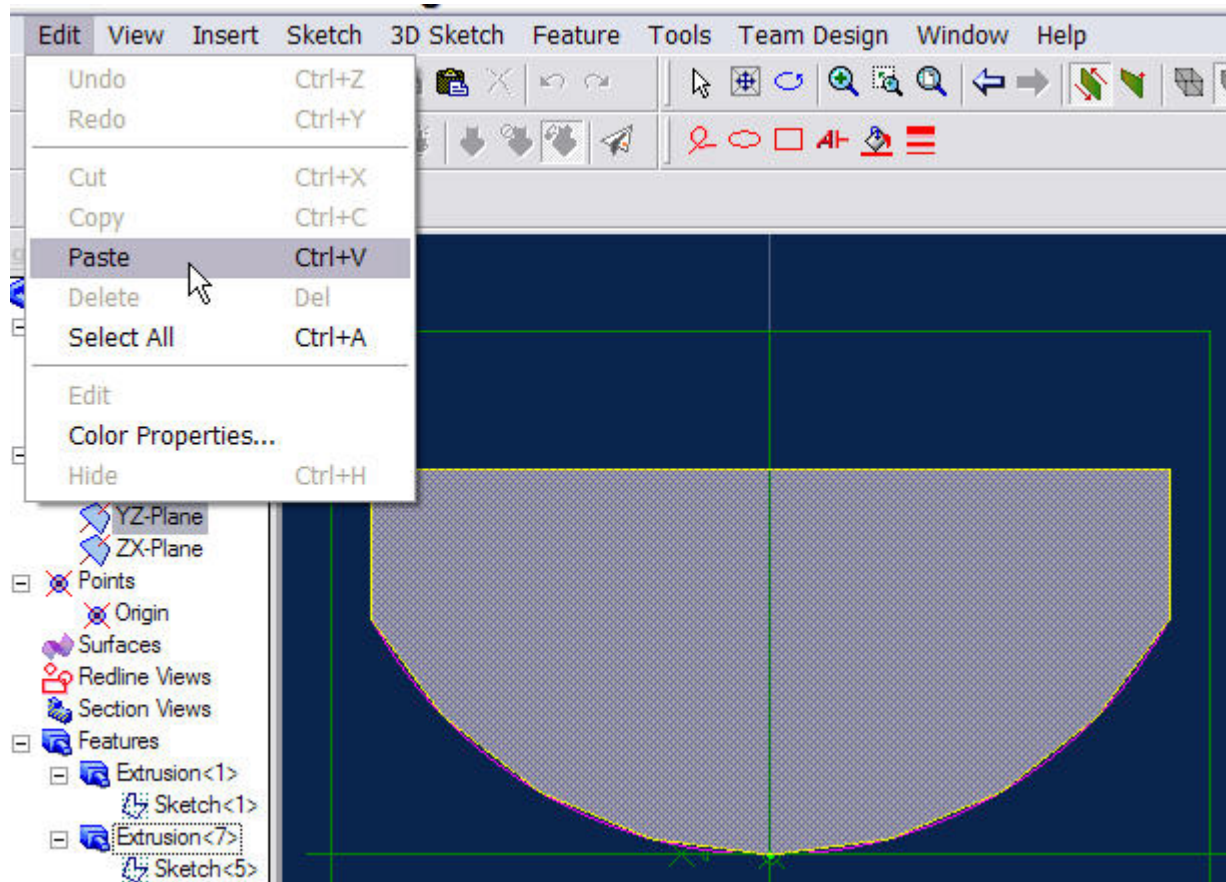 Edit View Insert Sketch 3D Sketch Feature Tools Team Design Window Help
Undo Ctrl+Z
Redo Ctrl+Y
Cut Ctrl+X
Copy Ctrl+C
Paste Ctrl+V
Delete Del
Select All Ctrl+A
Edit
Color Properties...
Hide Ctrl+H
YZ-Plane
ZX-Plane
Points
Origin
Surfaces
Redline Views
Section Views
Features
Extrusion<1>
Sketch<1>
Extrusion<7>
Sketch<5>